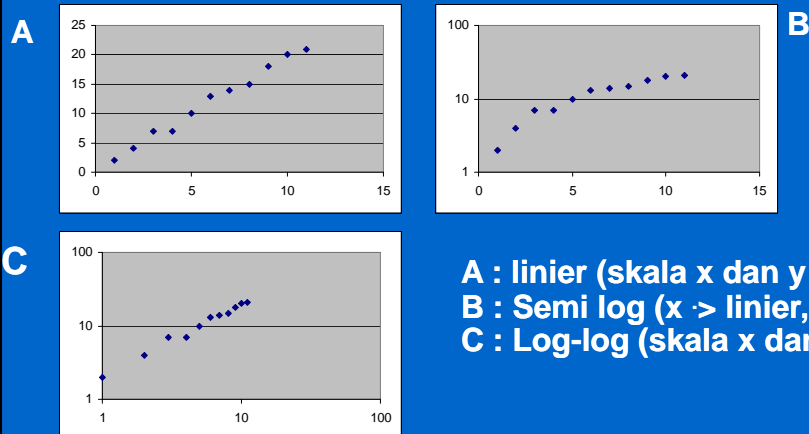 A
25
20
15
10
5
0
0 5 10 15
B
100
10
1
0 5 10 15
C
100
10
1
1 10 100
A : linier (skala x dan y
B : Semi log (x -> linier,
C : Log-log (skala x dan